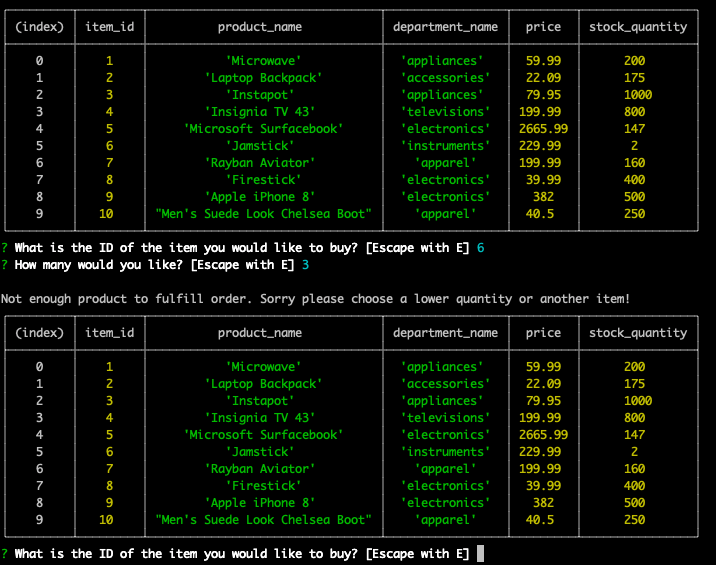 (index) item_id product_name department_name price stock_quantity
0 1 'Microwave' 'appliances' 59.99 200
1 2 'Laptop Backpack' 'accessories' 22.09 175
2 3 'Instapot' 'appliances' 79.95 1000
3 4 'Insignia TV 43' 'televisions' 199.99 800
4 5 'Microsoft Surfacebook' 'electronics' 2665.99 147
5 6 'Jamstick' 'instruments' 229.99 2
6 7 'Rayban Aviator' 'apparel' 199.99 160
7 8 'Firestick' 'electronics' 39.99 400
8 9 'Apple iPhone 8' 'electronics' 382 500
9 10 "Men's Suede Look Chelsea Boot" 'apparel' 40.5 250
? What is the ID of the item you would like to buy? [Escape with E] 6
? How many would you like? [Escape with E] 3
Not enough product to fulfill order. Sorry please choose a lower quantity or another item!
(index) item_id product_name department_name price stock_quantity
0 1 'Microwave' 'appliances' 59.99 200
1 2 'Laptop Backpack' 'accessories' 22.09 175
2 3 'Instapot' 'appliances' 79.95 1000
3 4 'Insignia TV 43' 'televisions' 199.99 800
4 5 'Microsoft Surfacebook' 'electronics' 2665.99 147
5 6 'Jamstick' 'instruments' 229.99 2
6 7 'Rayban Aviator' 'apparel' 199.99 160
7 8 'Firestick' 'electronics' 39.99 400
8 9 'Apple iPhone 8' 'electronics' 382 500
9 10 "Men's Suede Look Chelsea Boot" 'apparel' 40.5 250
? What is the ID of the item you would like to buy? [Escape with E]